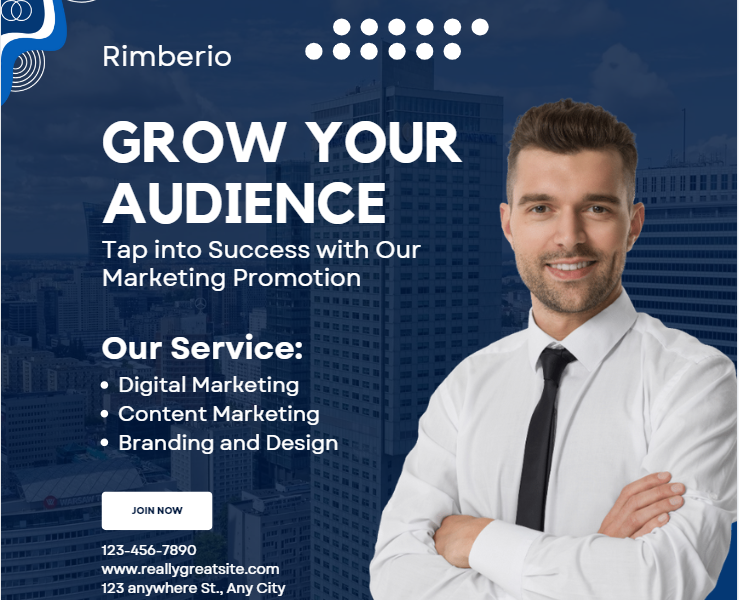 Rimberio
GROW YOUR
AUDIENCE
Tap into Success with Our
Marketing Promotion
Our Service:
• Digital Marketing
• Content Marketing
• Branding and Design
JOIN NOW
123-456-7890
www.reallygreatsite.com
123 anywhere St., Any City